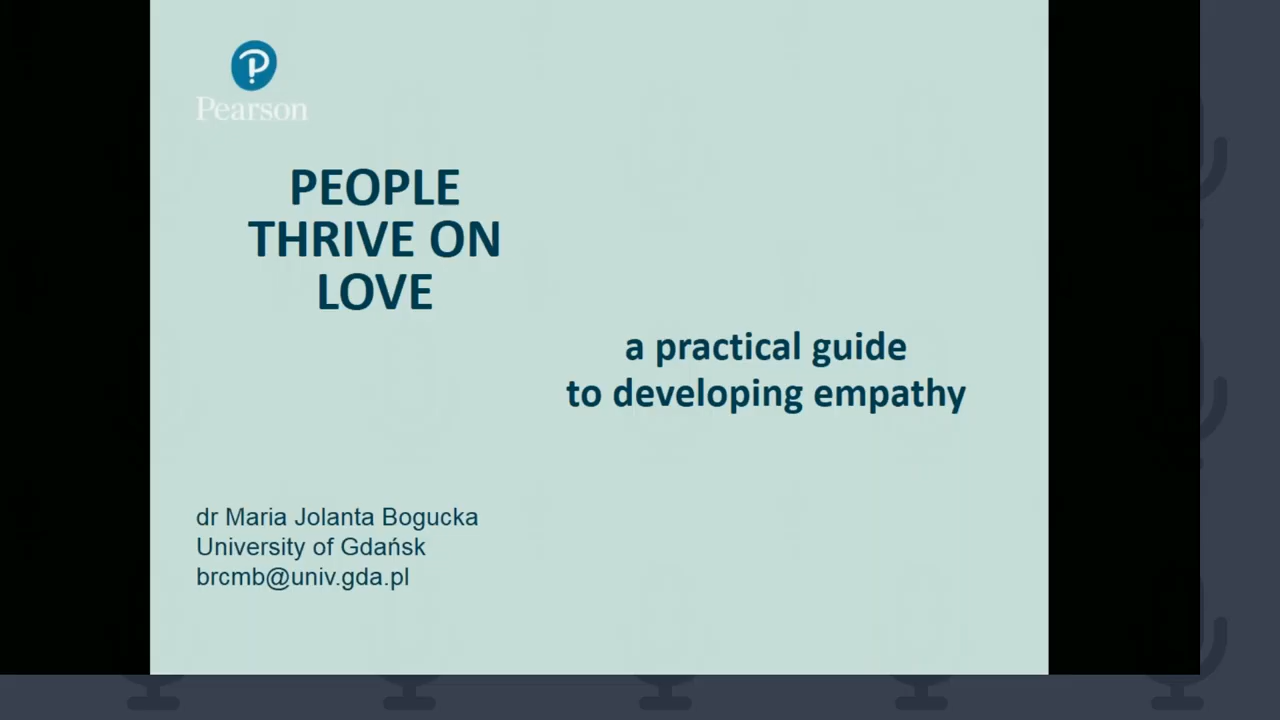 Pearson
PEOPLE
THRIVE ON
LOVE
a practical guide
to developing empathy
dr Maria Jolanta Bogucka
University of Gdańsk
brcmb@univ.gda.pl